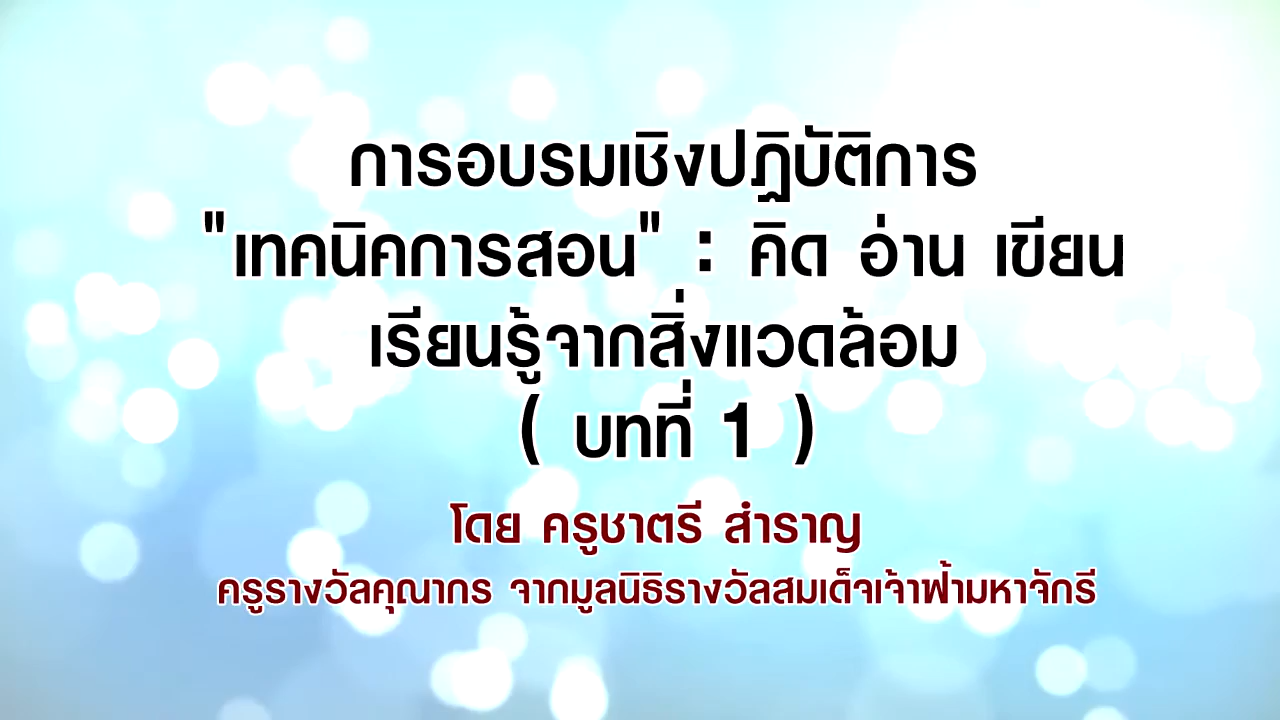 การอบรมเชิงปฏิบัติการ
"เทคนิคการสอน" : คิด อ่าน เขียน
เรียนรู้จากสิ่งแวดล้อม
( บทที่ 1 )
โดย ครูชาตรี สำราญ
ครูรางวัลคุณากร จากมูลนิธิรางวัลสมเด็จเจ้าฟ้ามหาจักรี